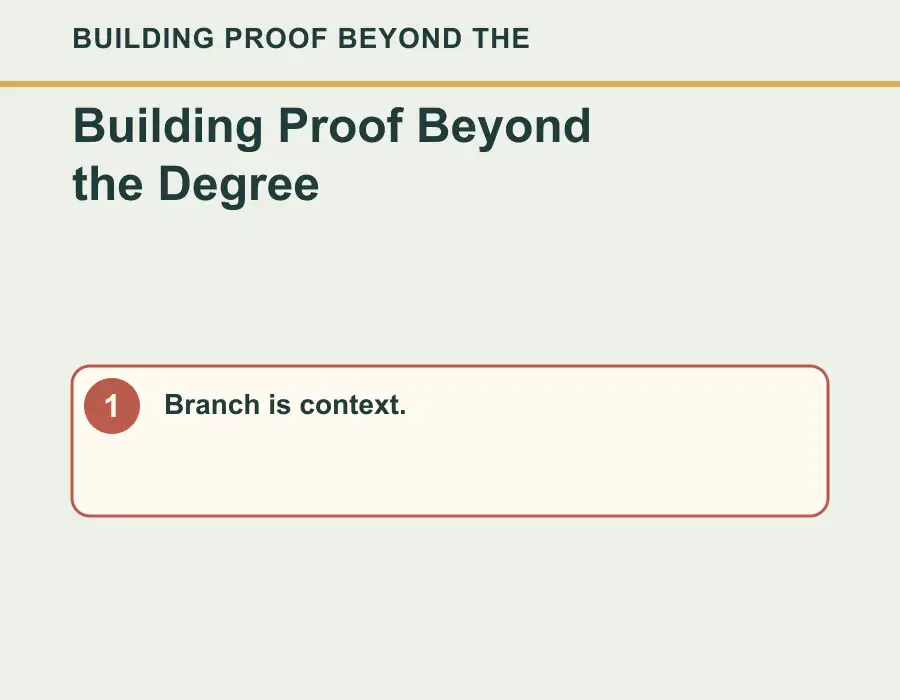 BUILDING PROOF BEYOND THE
Building Proof Beyond
the Degree
1 Branch is context.